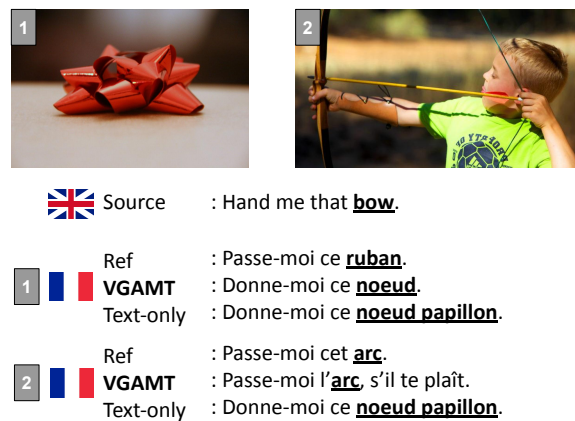 1
2
Source : Hand me that bow.
1
Ref : Passe-moi ce ruban.
VGAMT : Donne-moi ce noeud.
Text-only : Donne-moi ce noeud papillon.
2
Ref : Passe-moi cet arc.
VGAMT : Passe-moi l'arc, s'il te plaît.
Text-only : Donne-moi ce noeud papillon.